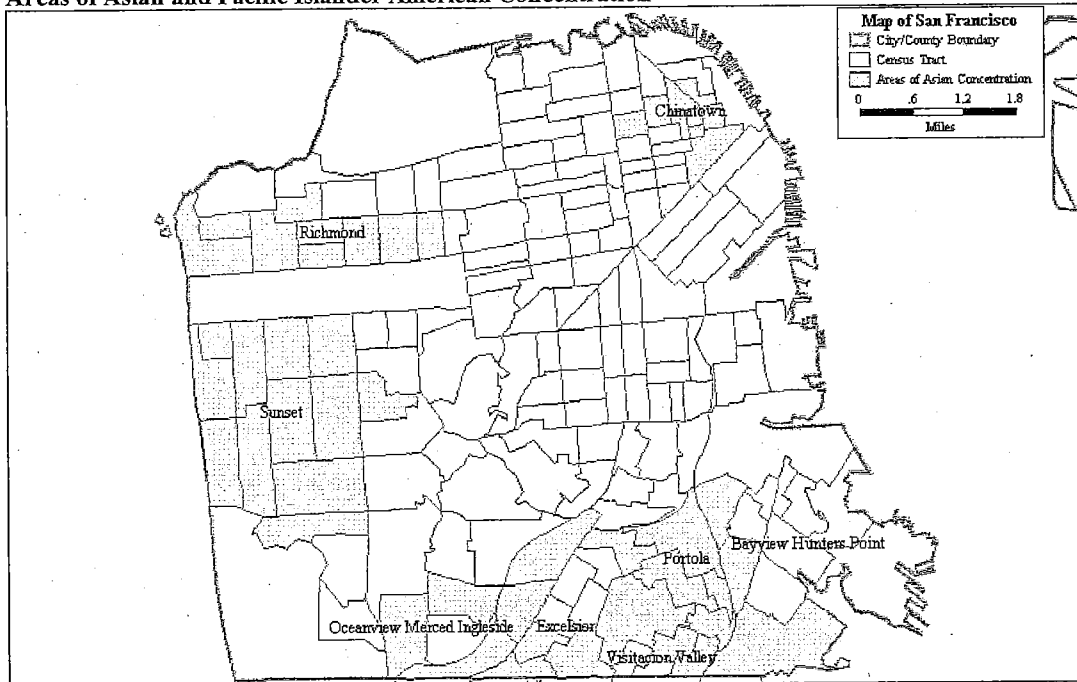 Areas of Asian and Pacific Islander American Concentration
Map of San Francisco
City/County Boundary
Census Tract
Areas of Asian Concentration
0 .6 1.2 1.8
Miles
Chinatown
Richmond
Sunset
Bayview Hunters Point
Portola
Oceanview Merced Ingleside
Excelsior
Visitacion Valley